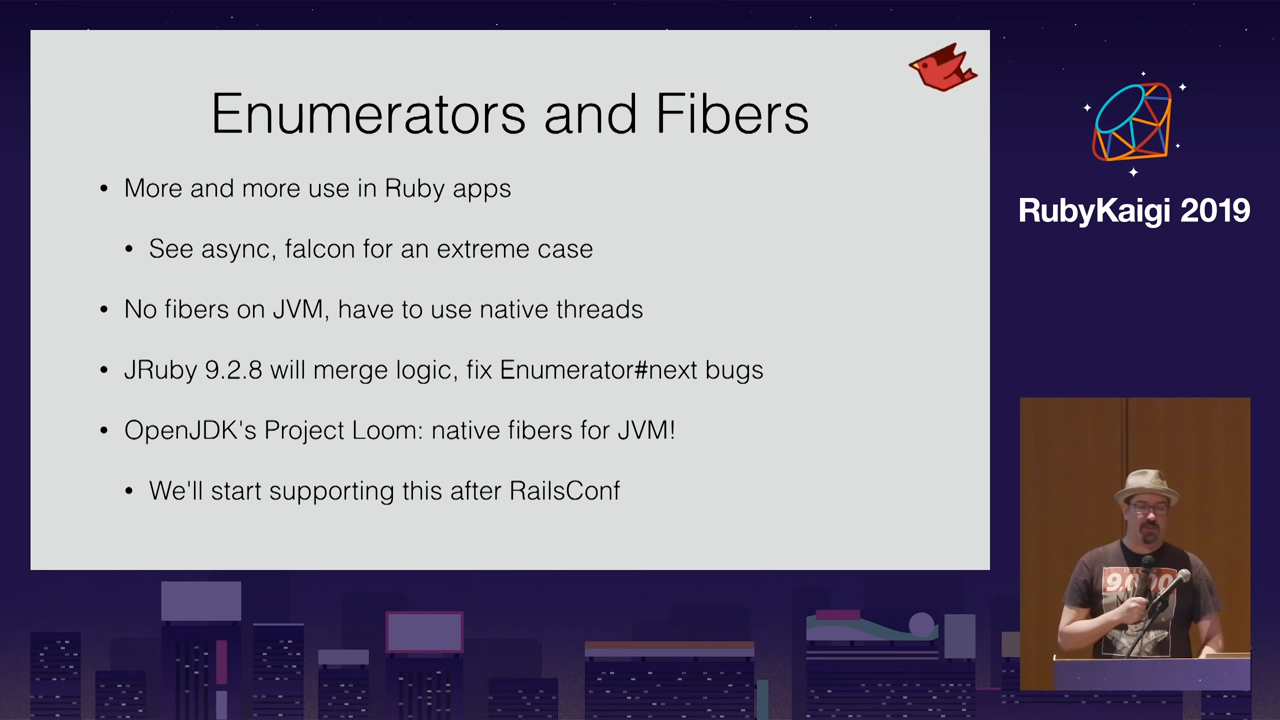 Enumerators and Fibers
• More and more use in Ruby apps
• See async, falcon for an extreme case
• No fibers on JVM, have to use native threads
• JRuby 9.2.8 will merge logic, fix Enumerator#next bugs
• OpenJDK's Project Loom: native fibers for JVM!
• We'll start supporting this after RailsConf
RubyKaigi 2019